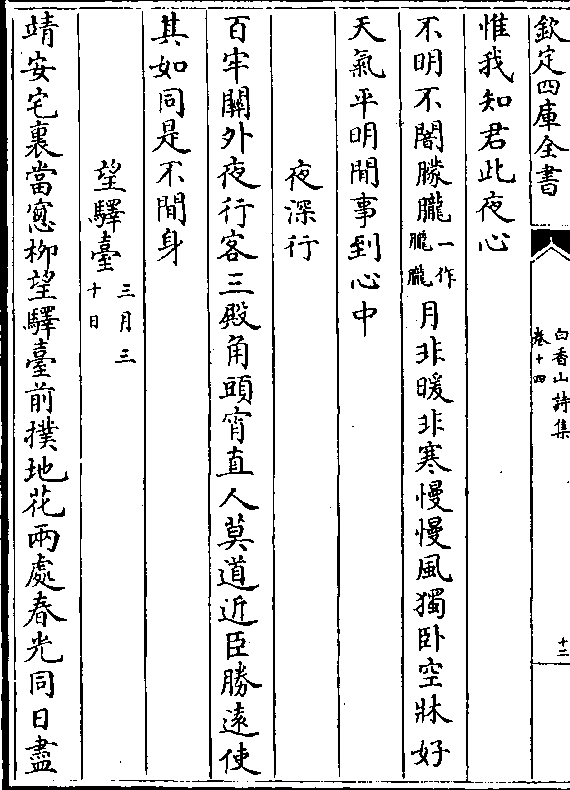 欽定四庫全書
白香山詩集
卷十四
十二
惟我知君此夜心
不明不闇朦朧一作朧朧月非暖非寒慢慢風獨卧空牀好
天氣平明閒事到心中
夜深行
百牢關外夜行客三殿角頭宵直人莫道近臣勝遠使
其如同是不閒身
望驛臺三月三十日
靖安宅裏當窻柳望驛臺前撲地花兩處春光同日盡